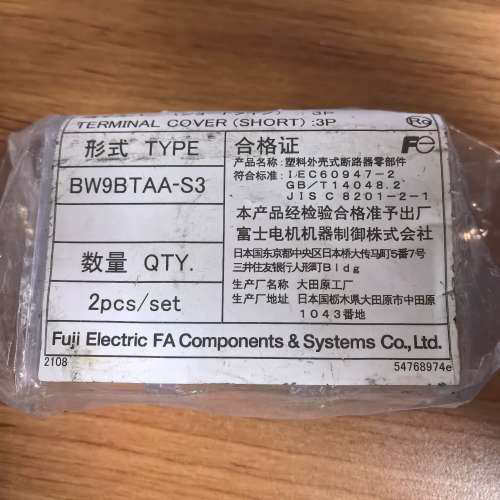 TERMINAL COVER (SHORT) :3P
形式 TYPE
BW9BTAA-S3
数量 QTY.
2pcs/set
合格证
产品名称: 塑料外壳式断路器零部件
符合标准: IEC60947-2
GB/T14048.2
JIS C 8201-2-1
本产品经检验合格准予出厂
富士电机机器制御株式会社
日本国东京都中央区日本桥大传马町5番7号
三井住友银行人形町Bldg
生产厂厂名 大田原工厂
生产厂地址 日本国栃木県大田原市中田原
1043番地
Fuji Electric FA Components & Systems Co., Ltd.
2108
54768974e